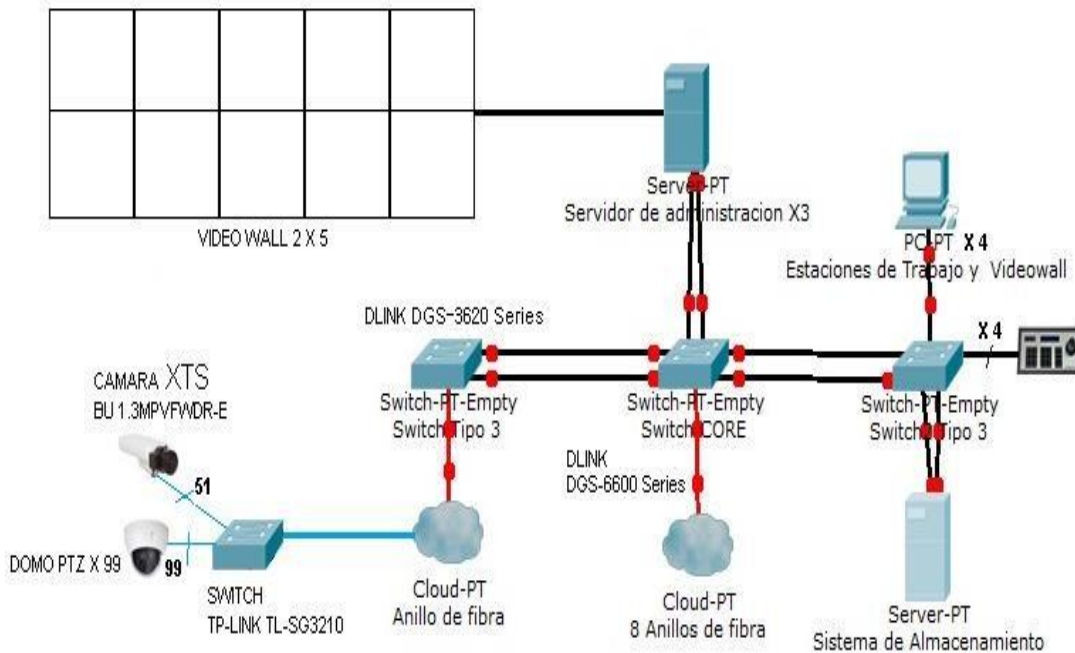 VIDEO WALL 2 X 5
Server-PT
Servidor de administracion X3
PC-PT X 4
Estaciones de Trabajo y Videowall
DLINK DGS-3620 Series
X 4
CAMARA XTS
BU 1.3MPVFWDR-E
Switch-PT-Empty
Switch Tipo 3
Switch-PT-Empty
Switch CORE
Switch-PT-Empty
Switch Tipo 3
DLINK
DGS-6600 Series
51
DOMO PTZ X 99
99
SWITCH
TP-LINK TL-SG3210
Cloud-PT
Anillo de fibra
Cloud-PT
8 Anillos de fibra
Server-PT
Sistema de Almacenamiento